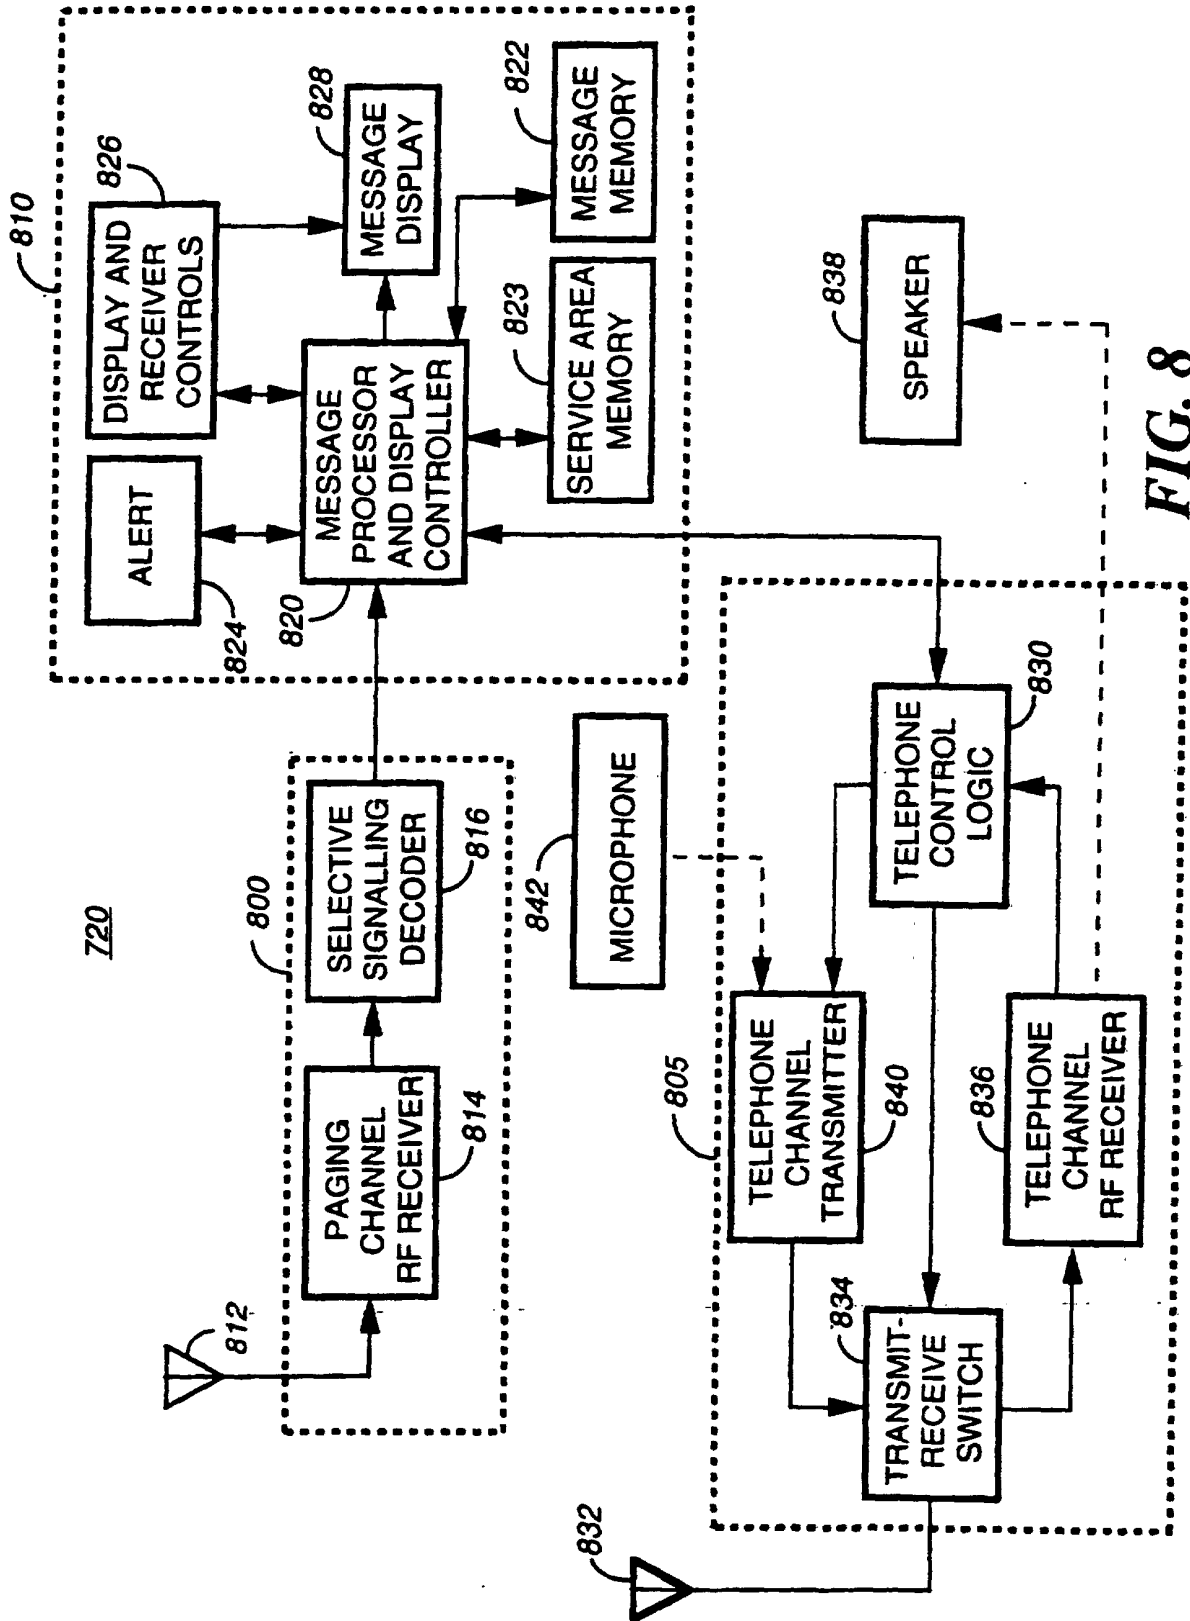 720
810
DISPLAY AND
RECEIVER
CONTROLS
826
ALERT
824
MESSAGE
DISPLAY
828
MESSAGE
PROCESSOR
AND DISPLAY
CONTROLLER
820
MESSAGE
MEMORY
822
SERVICE AREA
MEMORY
823
800
812
PAGING
CHANNEL
RF RECEIVER
814
SELECTIVE
SIGNALLING
DECODER
816
MICROPHONE
842
SPEAKER
838
805
TELEPHONE
CHANNEL
TRANSMITTER
840
TELEPHONE
CONTROL
LOGIC
830
832
TRANSMIT-
RECEIVE
SWITCH
834
TELEPHONE
CHANNEL
RF RECEIVER
836
FIG. 8